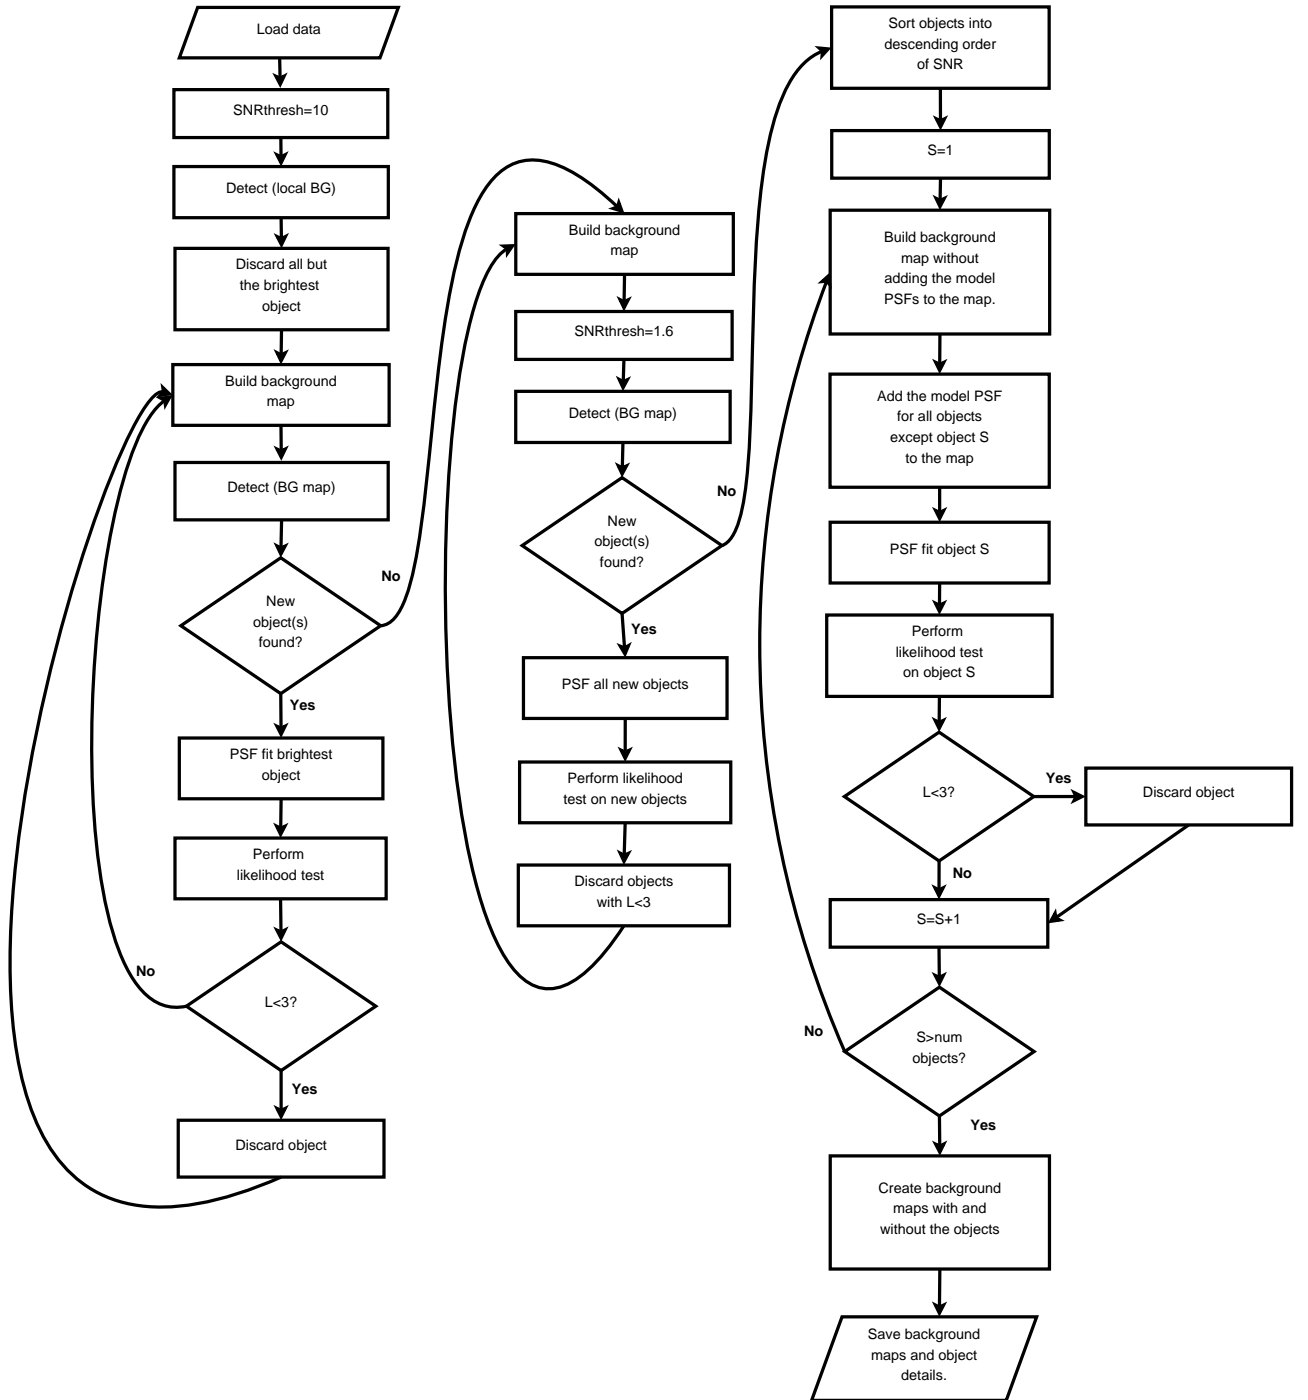 Load data
SNRthresh=10
Detect (local BG)
Discard all but
the brightest
object
Build background
map
Detect (BG map)
New
object(s)
found?
No
Yes
PSF fit brightest
object
Perform
likelihood test
L<3?
No
Yes
Discard object
Build background
map
SNRthresh=1.6
Detect (BG map)
New
object(s)
found?
No
Yes
PSF all new objects
Perform likelihood
test on new objects
Discard objects
with L<3
Sort objects into
descending order
of SNR
S=1
Build background
map without
adding the model
PSFs to the map.
Add the model PSF
for all objects
except object S
to the map
PSF fit object S
Perform
likelihood test
on object S
L<3?
Yes
Discard object
No
S=S+1
S>num
objects?
No
Yes
Create background
maps with and
without the objects
Save background
maps and object
details.